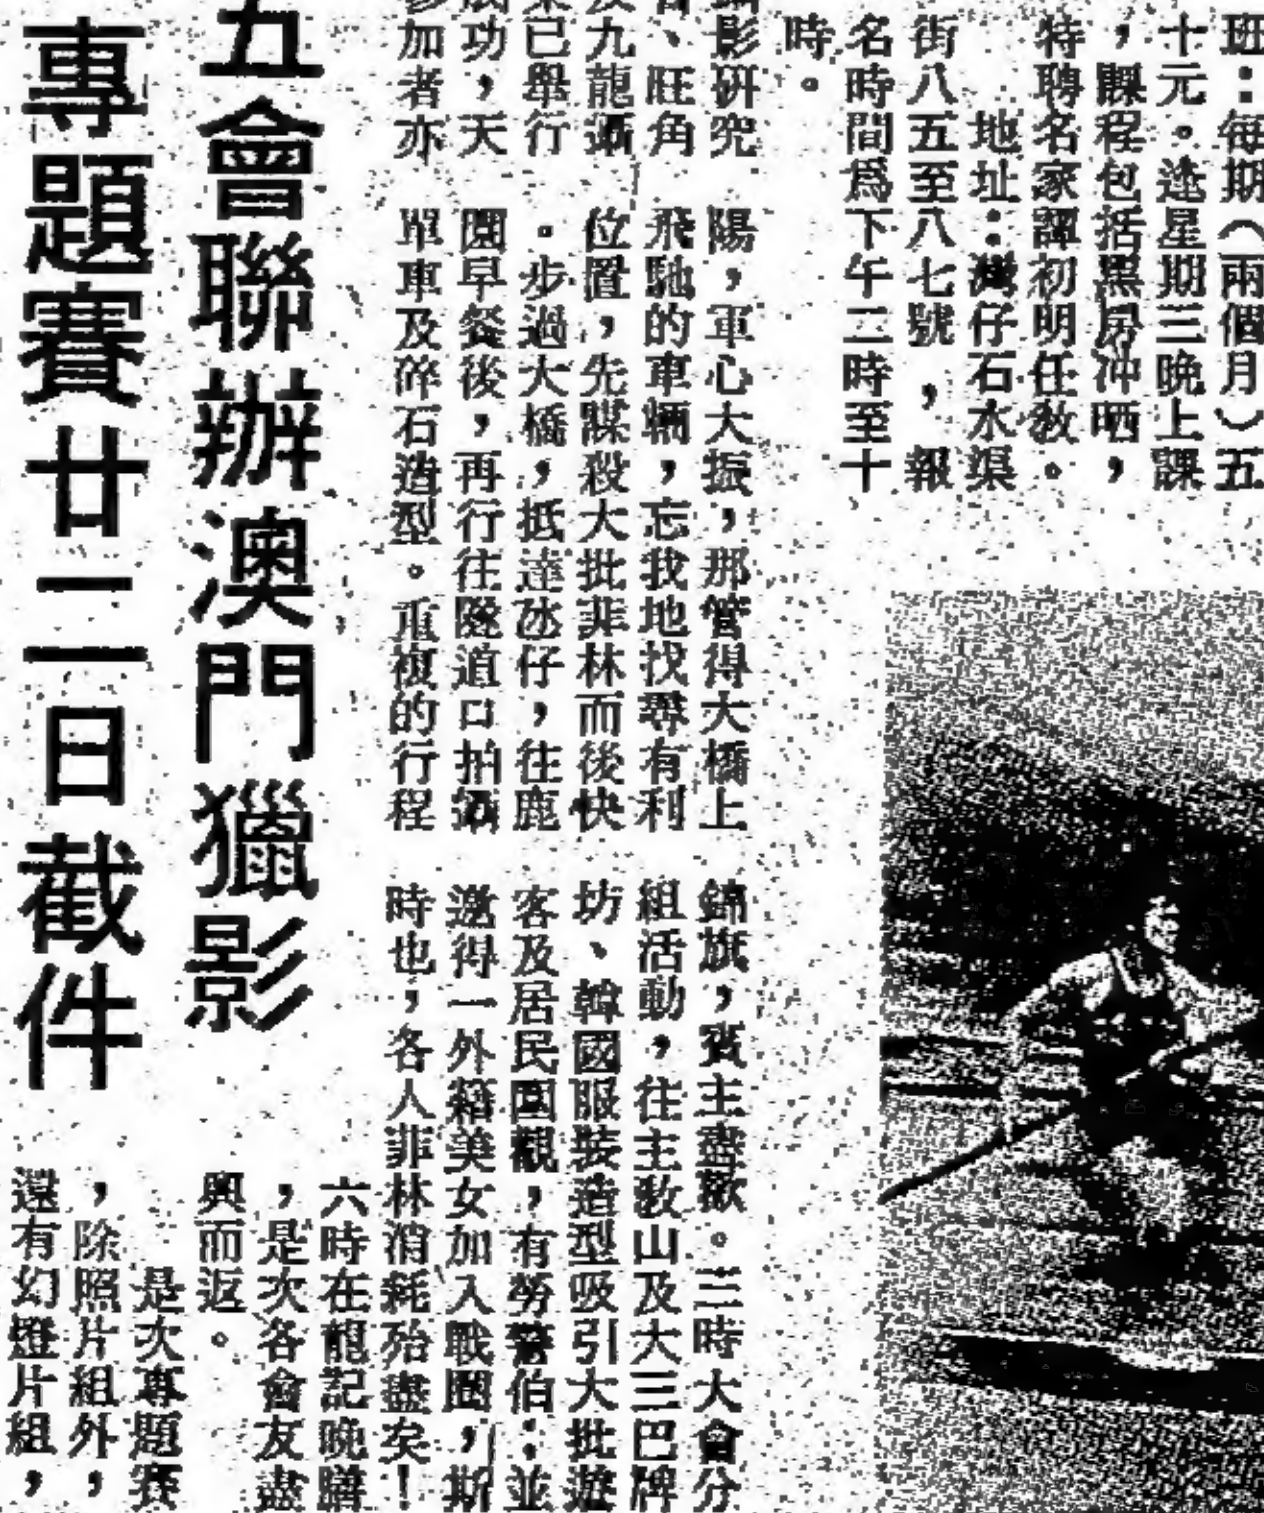 班：每期（兩個月）五
十元。逢星期三晚上課
，課程包括黑房冲晒，
特聘名家譚初明任教。
地址：灣仔石水渠
街八五至八七號，報
名時間爲下午二時至十
時。
五會聯辦澳門獵影
專題賽廿二日截件
影研究
、旺角
九龍攝
已舉行
功，天
加者亦
陽，軍心大振，那管得大橋上
飛馳的車輛，忘我地找尋有利
位置，先謀殺大批非林而後快
。步過大橋，抵達氹仔，往鹿
園早餐後，再行往隧道口拍攝
單車及碎石造型。重複的行程
錦旗，賓主盡歡。三時大會分
組活動，往主教山及大三巴牌
坊、韓國服裝造型吸引大批遊
客及居民圍觀，有勞警伯；並
邀得一外籍美女加入戰圈，斯
時也，各人非林消耗殆盡矣！
六時在龍記晚膳
，是次各會友盡
興而返。
是次專題賽
，除照片組外，
還有幻燈片組，